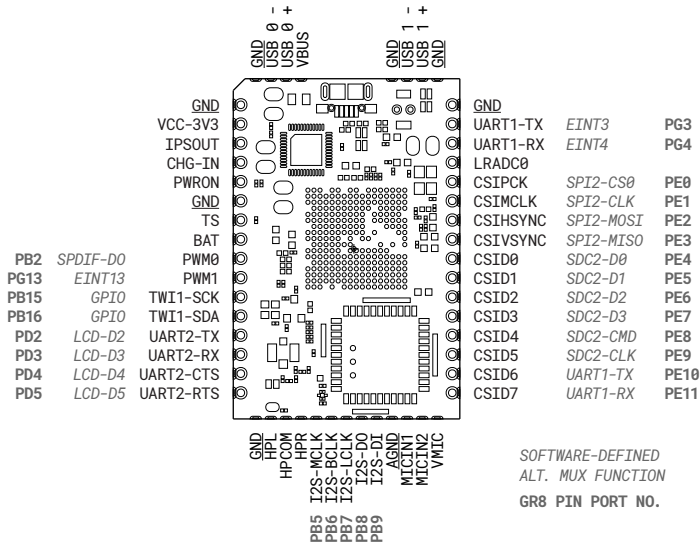 GND
USB 0 -
USB 0 +
VBUS
GND
USB 1 -
USB 1 +
VMIC
GND
VCC-3V3
IPSOUT
CHG-IN
PWRON
GND
TS
BAT
PB2 SPDIF-DO PWM0
PG13 EINT13 PWM1
PB15 GPIO TWI1-SCK
PB16 GPIO TWI1-SDA
PD2 LCD-D2 UART2-TX
PD3 LCD-D3 UART2-RX
PD4 LCD-D4 UART2-CTS
PD5 LCD-D5 UART2-RTS
GND
UART1-TX EINT3 PG3
UART1-RX EINT4 PG4
LRADC0
CSIPCK SPI2-CS0 PE0
CSIMCLK SPI2-CLK PE1
CSIHSYNC SPI2-MOSI PE2
CSIVSYNC SPI2-MISO PE3
CSID0 SDC2-D0 PE4
CSID1 SDC2-D1 PE5
CSID2 SDC2-D2 PE6
CSID3 SDC2-D3 PE7
CSID4 SDC2-CMD PE8
CSID5 SDC2-CLK PE9
CSID6 UART1-TX PE10
CSID7 UART1-RX PE11
GND
HPL
HPCOM
HPR
PB5 I2S-MCLK
PB6 I2S-BCLK
PB7 I2S-LCLK
PB8 I2S-DO
PB9 I2S-DI
AGND
MICIN1
MICIN2
VMIC
SOFTWARE-DEFINED
ALT. MUX FUNCTION
GR8 PIN PORT NO.